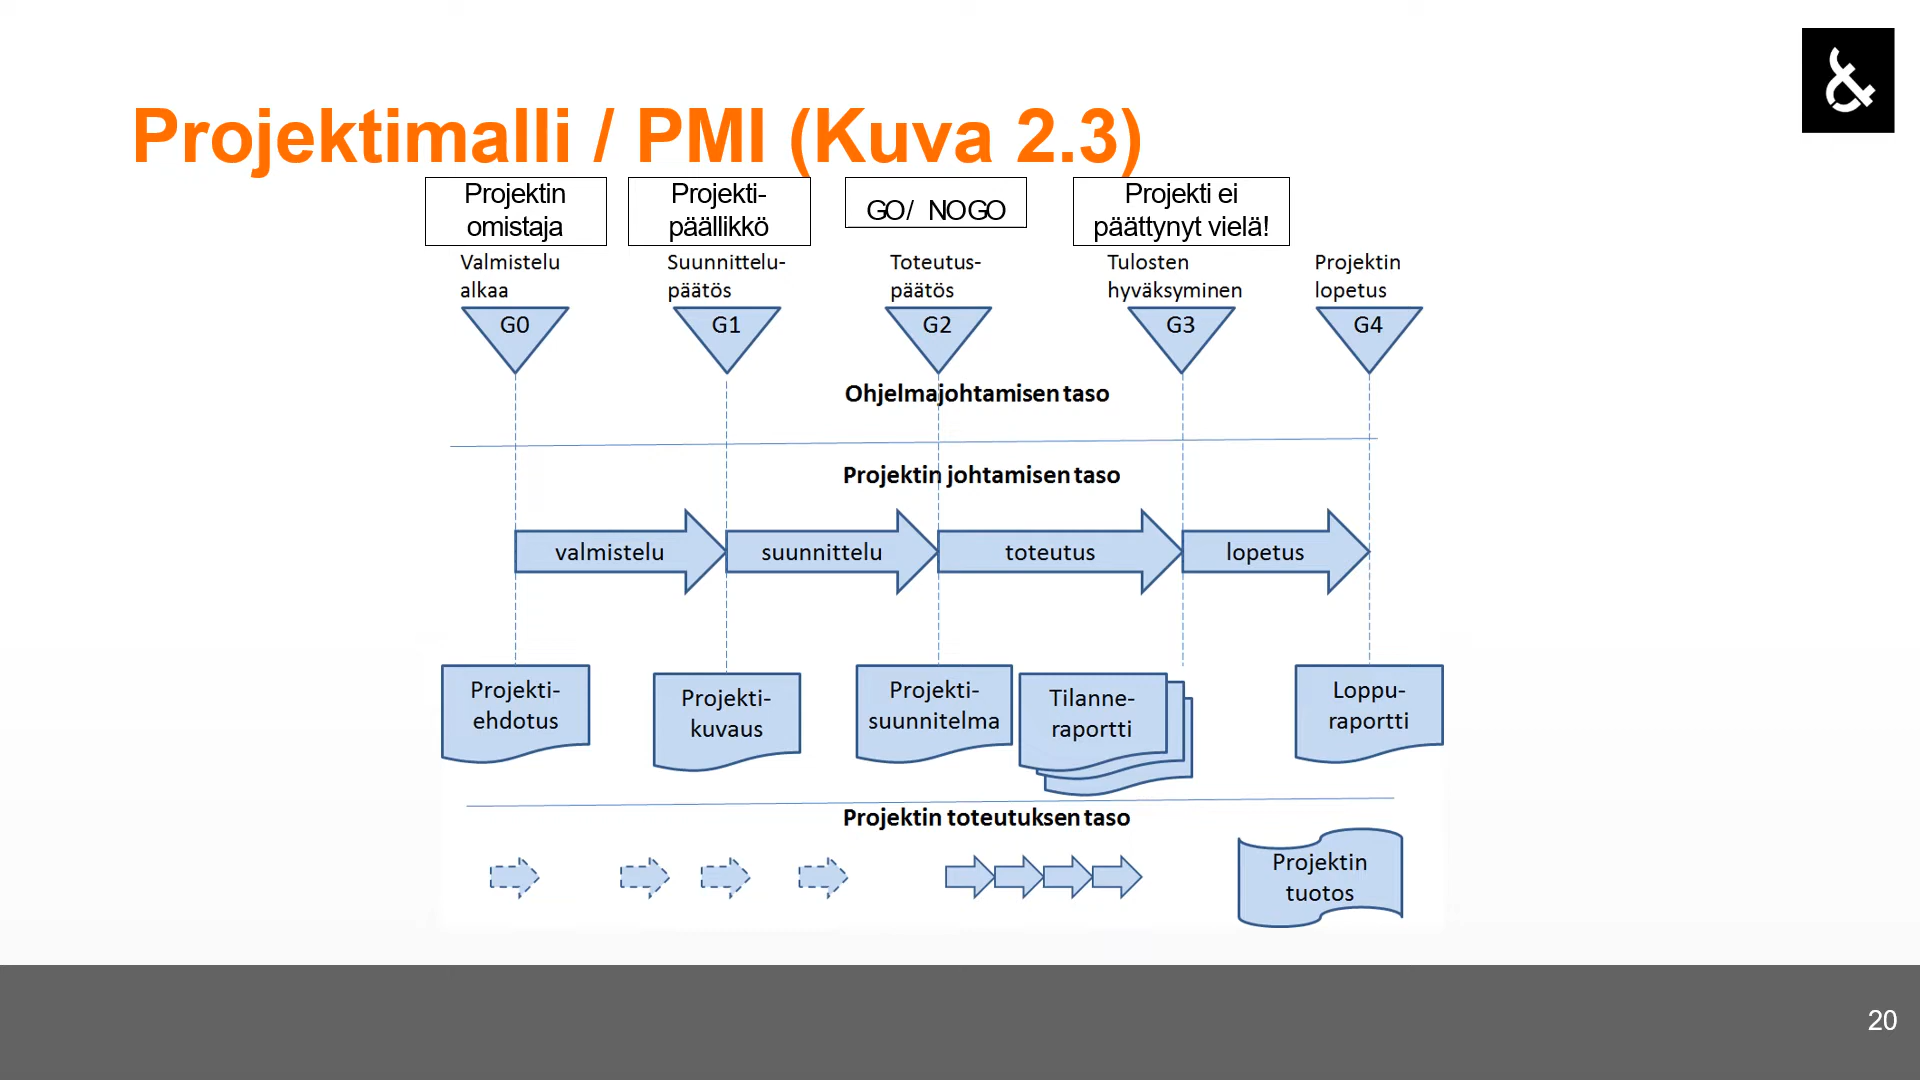 &
Projektimalli / PMI (Kuva 2.3)
Projektin
omistaja
Projekti-
päällikkö
GO/ NOGO
Projekti ei
päättynyt vielä!
Valmistelu
alkaa
Suunnittelu-
päätös
Toteutus-
päätös
Tulosten
hyväksyminen
Projektin
lopetus
G0
G1
G2
G3
G4
Ohjelmajohtamisen taso
Projektin johtamisen taso
valmistelu
suunnittelu
toteutus
lopetus
Projekti-
ehdotus
Projekti-
kuvaus
Projekti-
suunnitelma
Tilanne-
raportti
Loppu-
raportti
Projektin toteutuksen taso
Projektin
tuotos
20